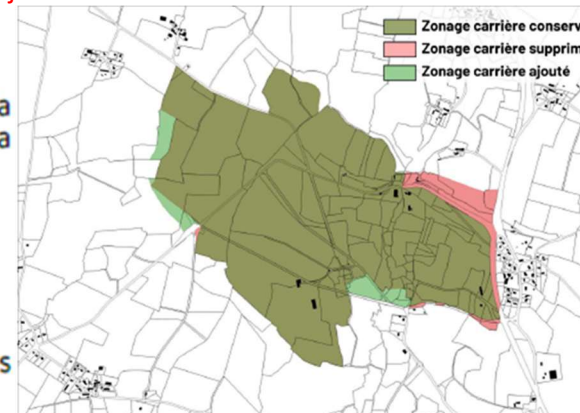 Zonage carrière conserv
Zonage carrière supprim
Zonage carrière ajouté
a
a
s